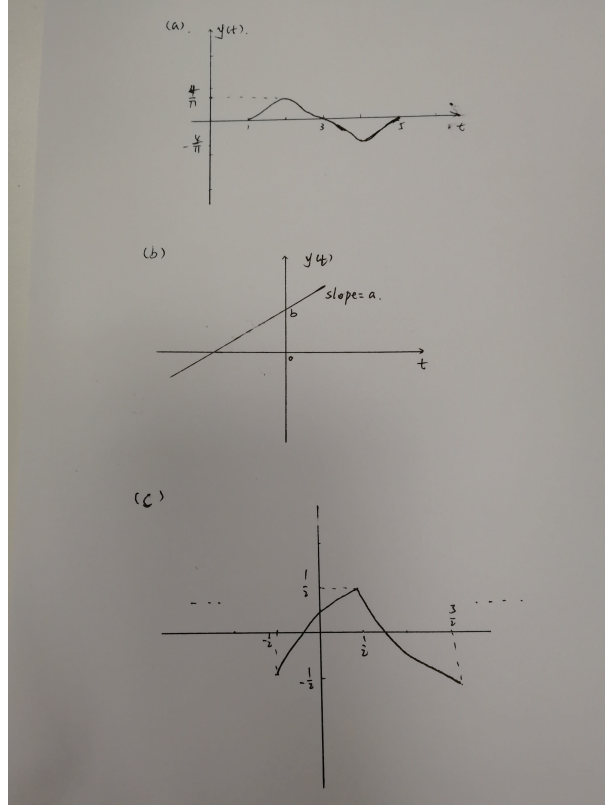 (a). y(t).
4/π
1 3 5 t
-4/π
(b) y(t)
slope=a.
b
0
t
(c)
1/2
3/2
-1/2 1/2
-1/2